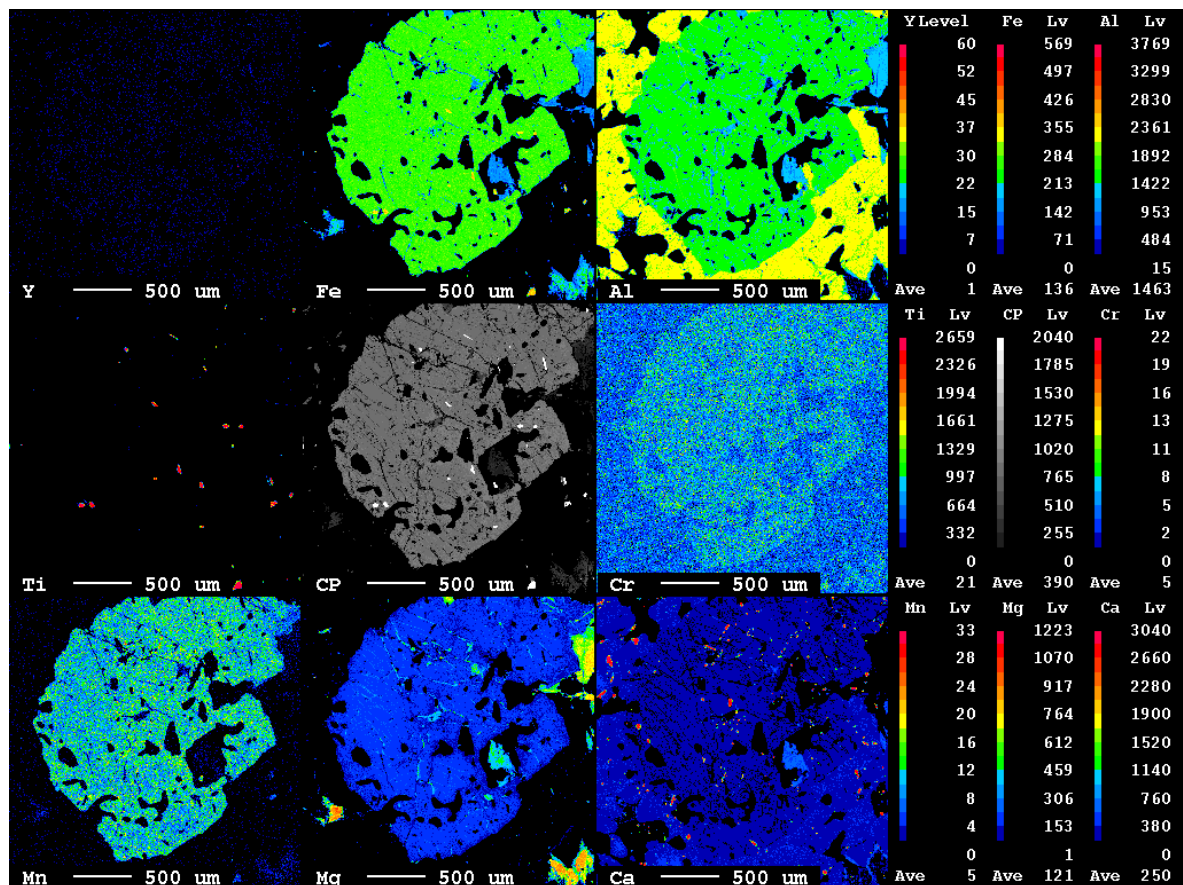 Y Level Fe Lv Al Lv
60 569 3769
52 497 3299
45 426 2830
37 355 2361
30 284 1892
22 213 1422
15 142 953
7 71 484
0 0 15
Ave 1 Ave 136 Ave 1463
Y 500 um Fe 500 um Al 500 um
Ti Lv CP Lv Cr Lv
2659 2040 22
2326 1785 19
1994 1530 16
1661 1275 13
1329 1020 11
997 765 8
664 510 5
332 255 2
0 0 0
Ave 21 Ave 390 Ave 5
Ti 500 um CP 500 um Cr 500 um
Mn Lv Mg Lv Ca Lv
33 1223 3040
28 1070 2660
24 917 2280
20 764 1900
16 612 1520
12 459 1140
8 306 760
4 153 380
0 1 0
Ave 5 Ave 121 Ave 250
Mn 500 um Mg 500 um Ca 500 um